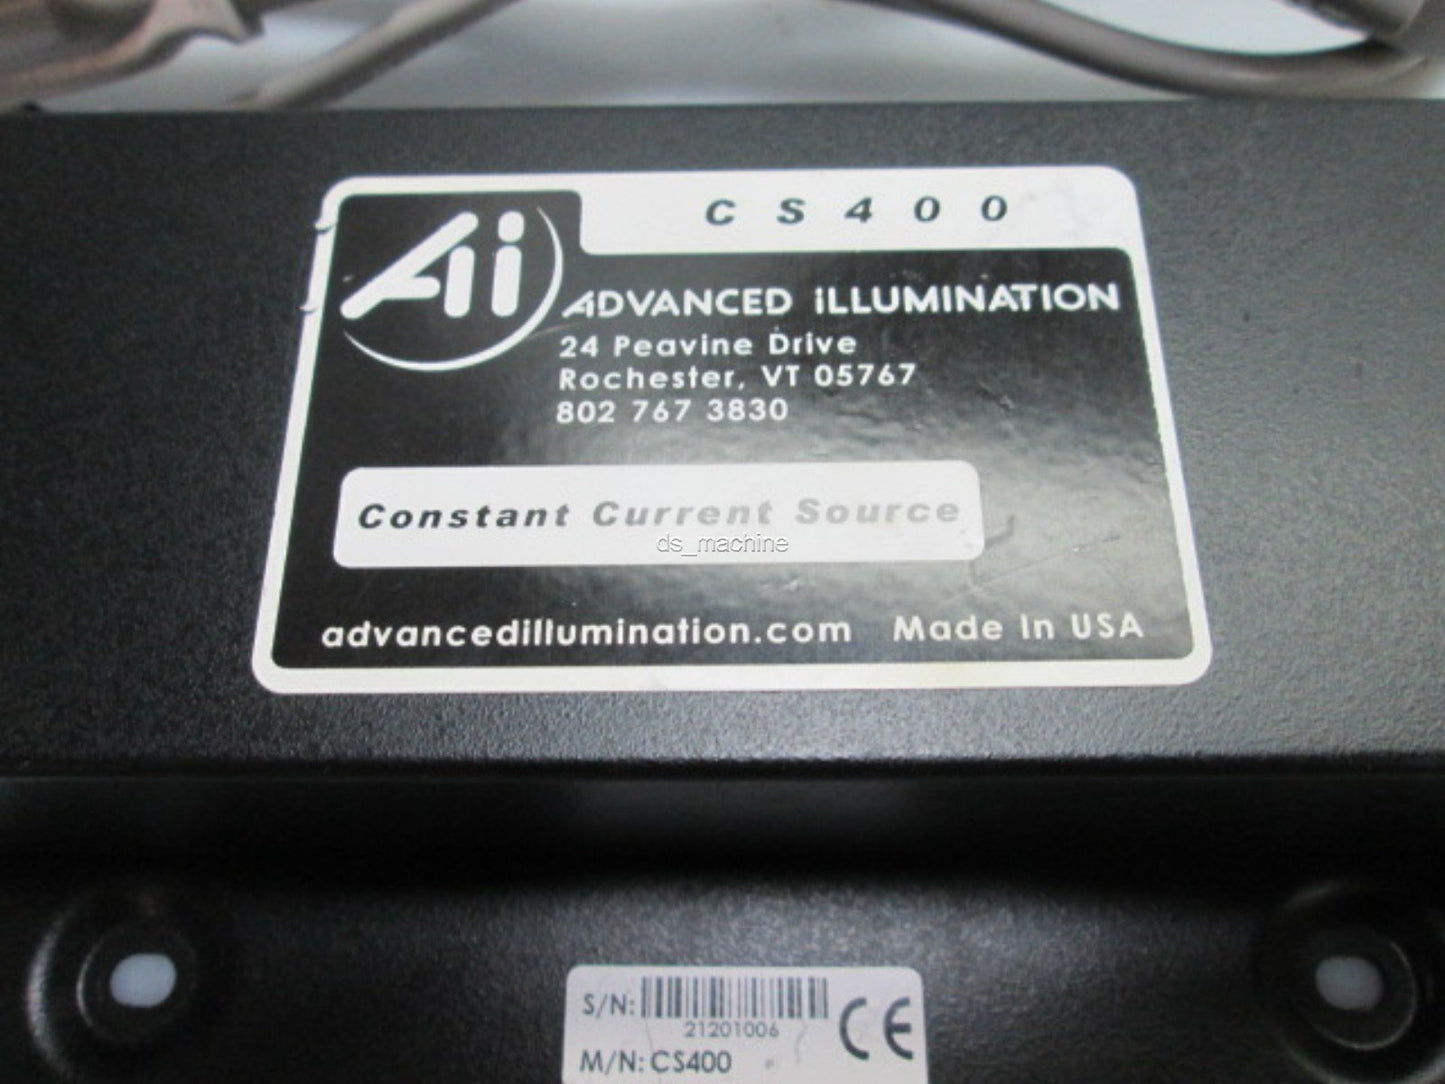 CS400
Ai
ADVANCED iLLUMINATION
24 Peavine Drive
Rochester, VT 05767
802 767 3830
Constant Current Source
ds_machine
advancedillumination.com Made In USA
S/N:
21201006
CE
M/N: CS400